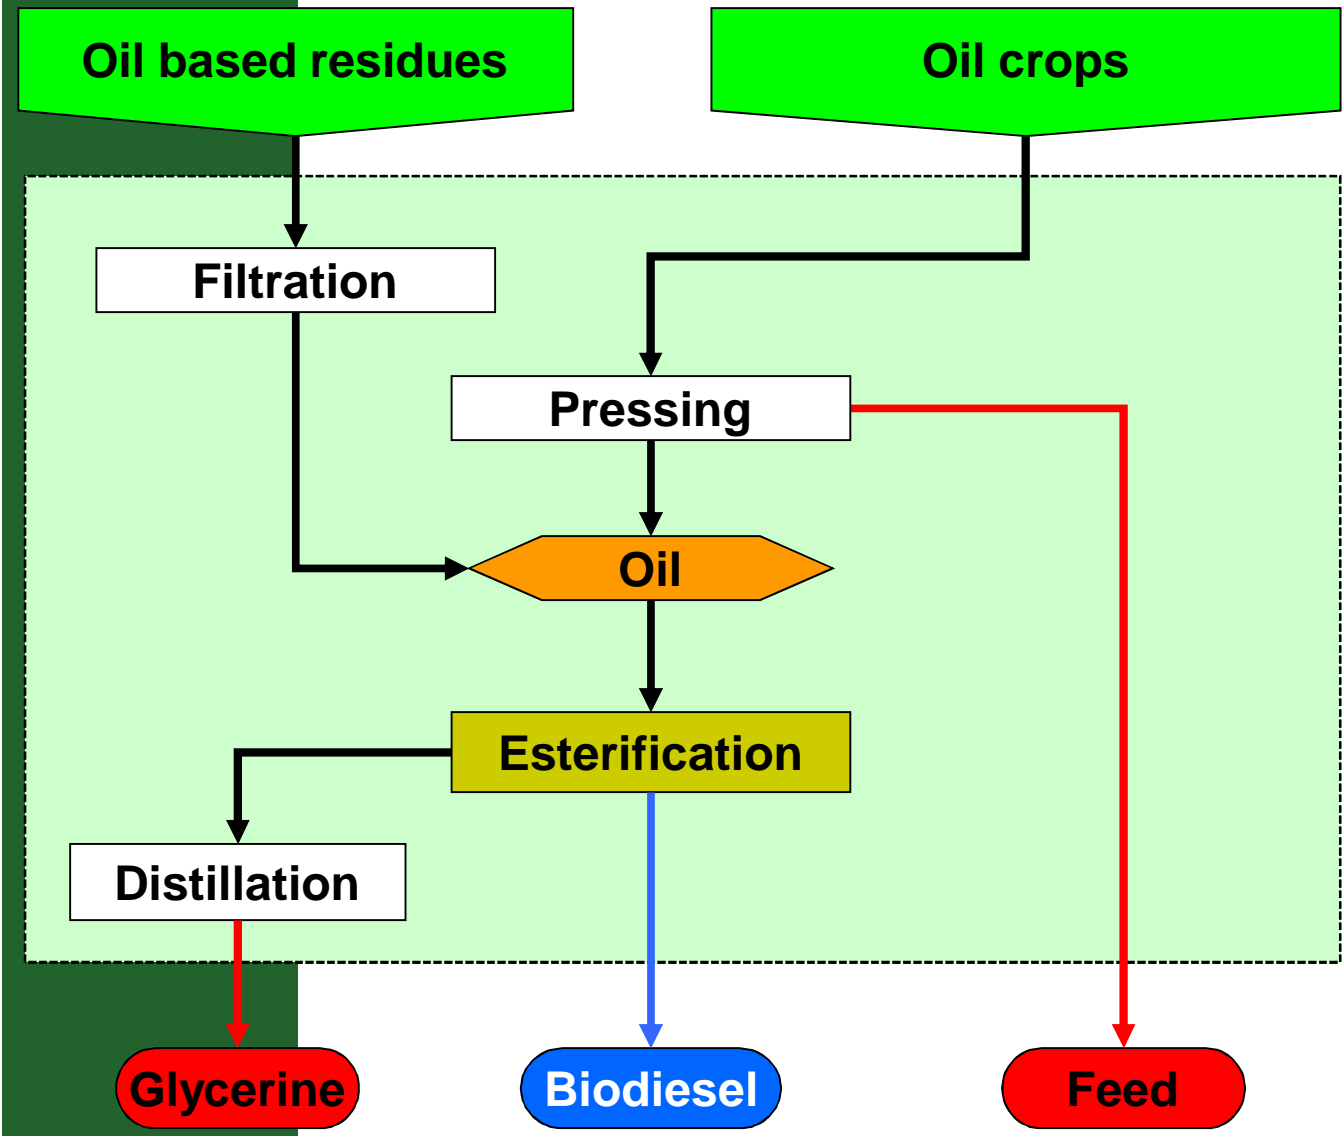 Oil based residues
Oil crops
Filtration
Pressing
Oil
Esterification
Distillation
Glycerine
Biodiesel
Feed